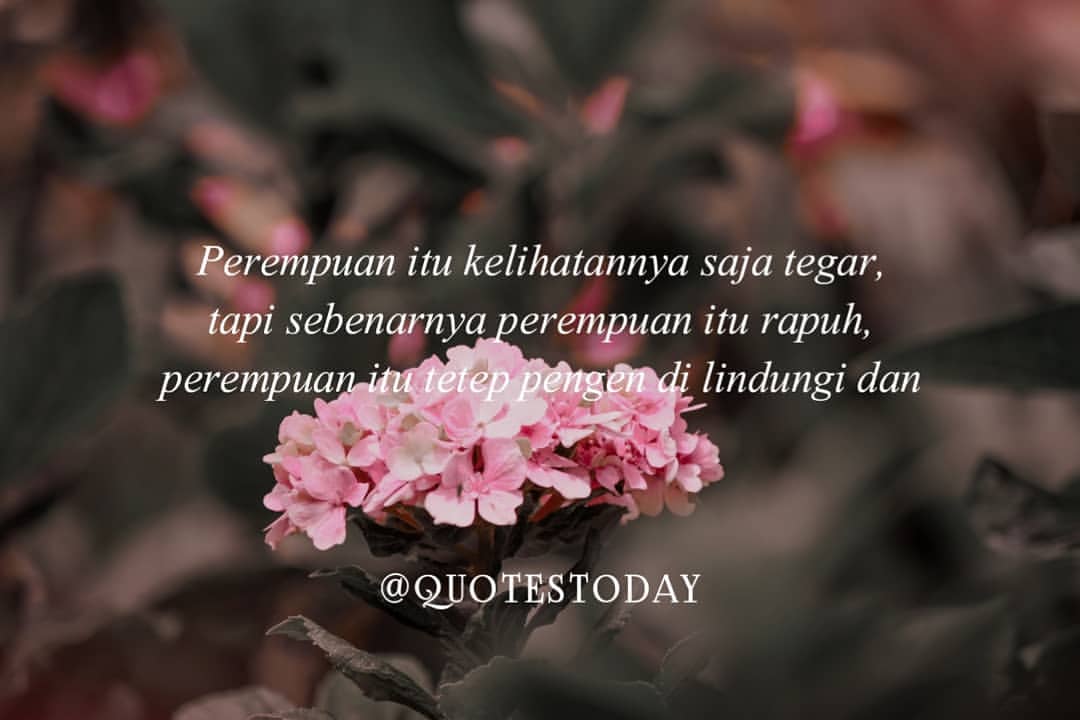 Perempuan itu kelihatannya saja tegar,
tapi sebenarnya perempuan itu rapuh,
perempuan itu tetep pengen di lindungi dan
@QUOTESTODAY